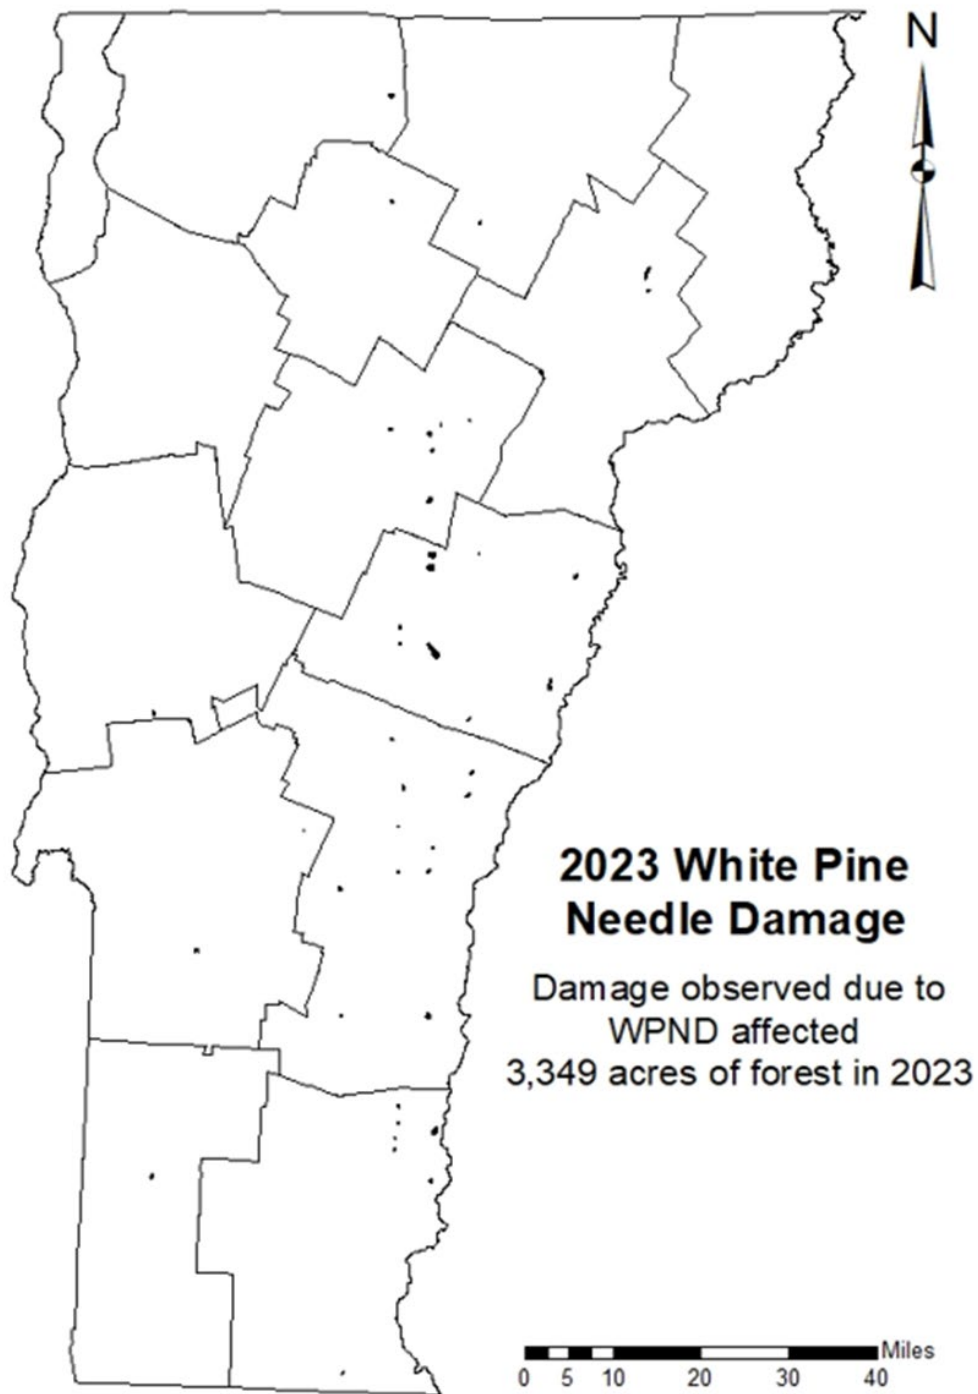 N
2023 White Pine
Needle Damage
Damage observed due to
WPND affected
3,349 acres of forest in 2023
Miles
0 5 10 20 30 40